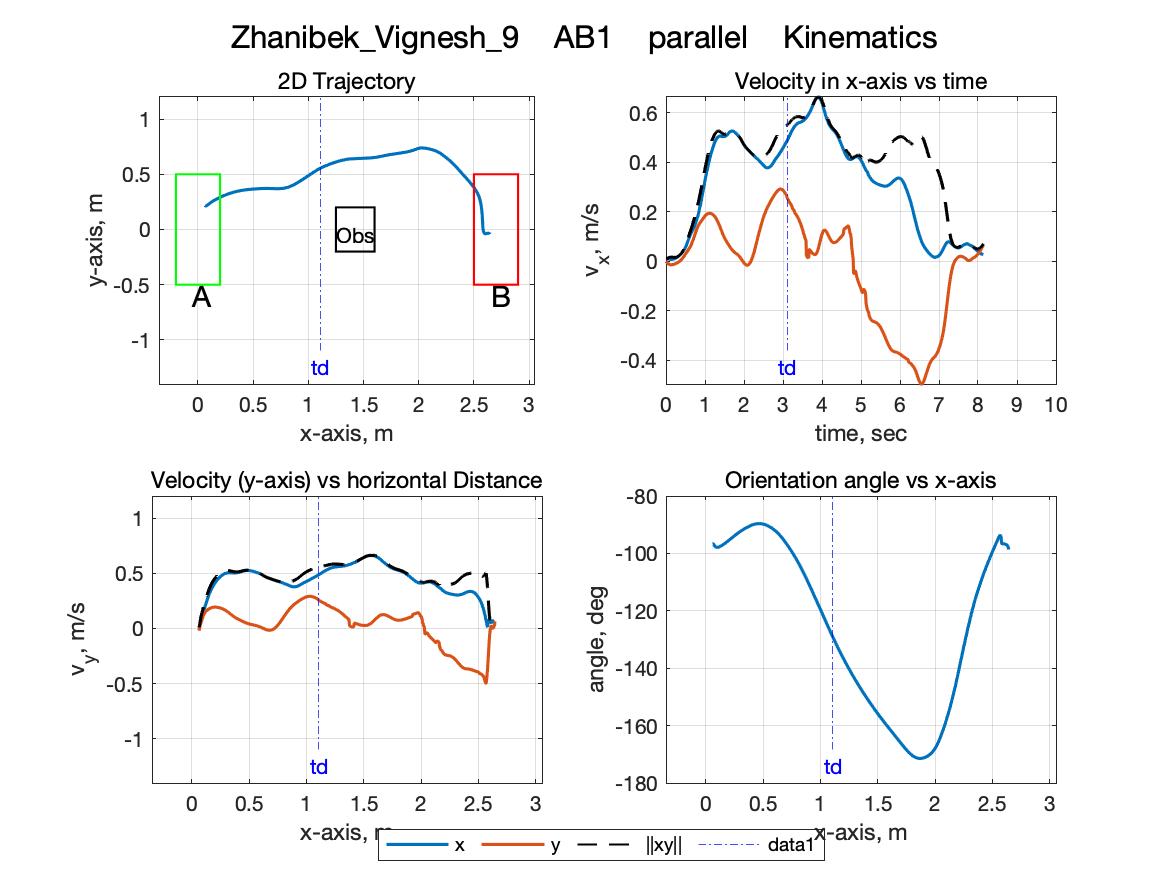 Zhanibek_Vignesh_9 AB1 parallel Kinematics
2D Trajectory
1
0.5
0
-0.5
-1
y-axis, m
A
Obs
B
td
0 0.5 1 1.5 2 2.5 3
x-axis, m
Velocity in x-axis vs time
0.6
0.4
0.2
0
-0.2
-0.4
vx, m/s
td
0 1 2 3 4 5 6 7 8 9 10
time, sec
Velocity (y-axis) vs horizontal Distance
1
0.5
0
-0.5
-1
vy, m/s
td
0 0.5 1 1.5 2 2.5 3
x-axis, m
Orientation angle vs x-axis
-80
-100
-120
-140
-160
-180
angle, deg
td
0 0.5 1 1.5 2 2.5 3
x-axis, m
x y ||xy|| data1